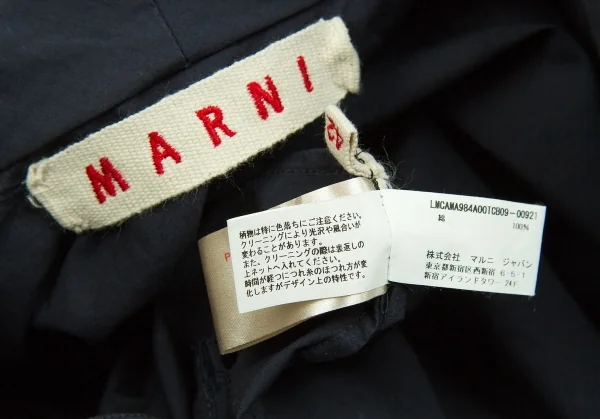 MARNI
42
P
柄物は特に色落ちにご注意ください。
クリーニングにより光沢や風合いが
変わることがあります。
また、クリーニングの際は裏返しの
上ネットへ入れてください。
時間が経つにつれ糸のほつれ方が変
化しますがデザイン上の特性です。
LMCAMA984A00TCB09-00921
綿 100%
株式会社 マルニ ジャパン
東京都新宿区西新宿 6-5-1
新宿アイランドタワー 24F